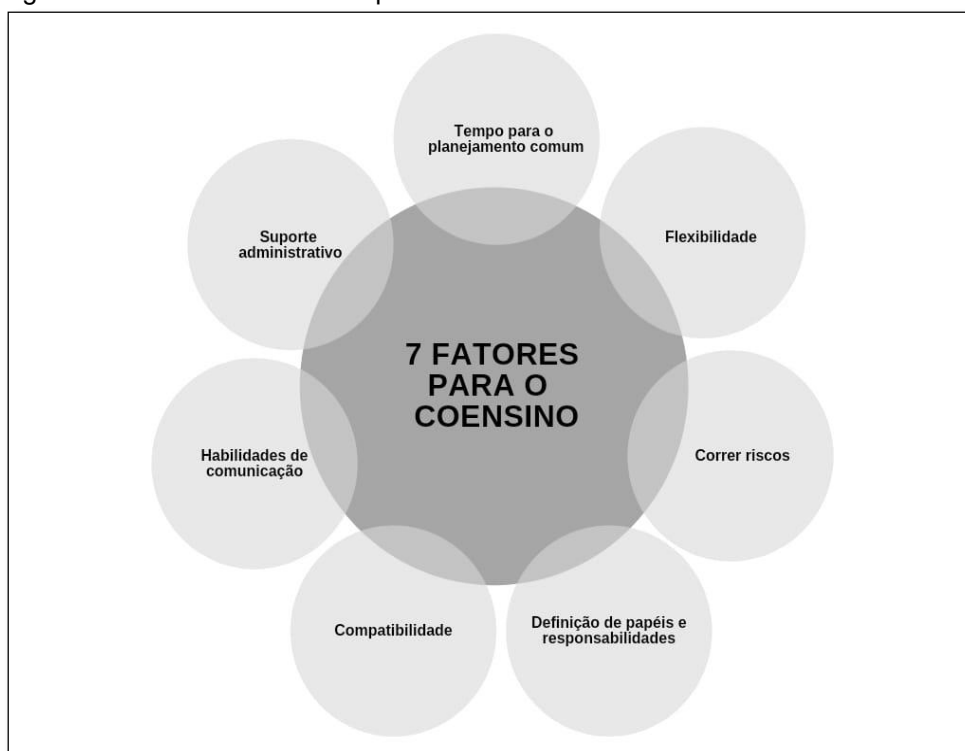 Tempo para o
planejamento comum
Suporte
administrativo
Flexibilidade
7 FATORES
PARA O
COENSINO
Habilidades de
comunicação
Correr riscos
Compatibilidade
Definição de papéis e
responsabilidades